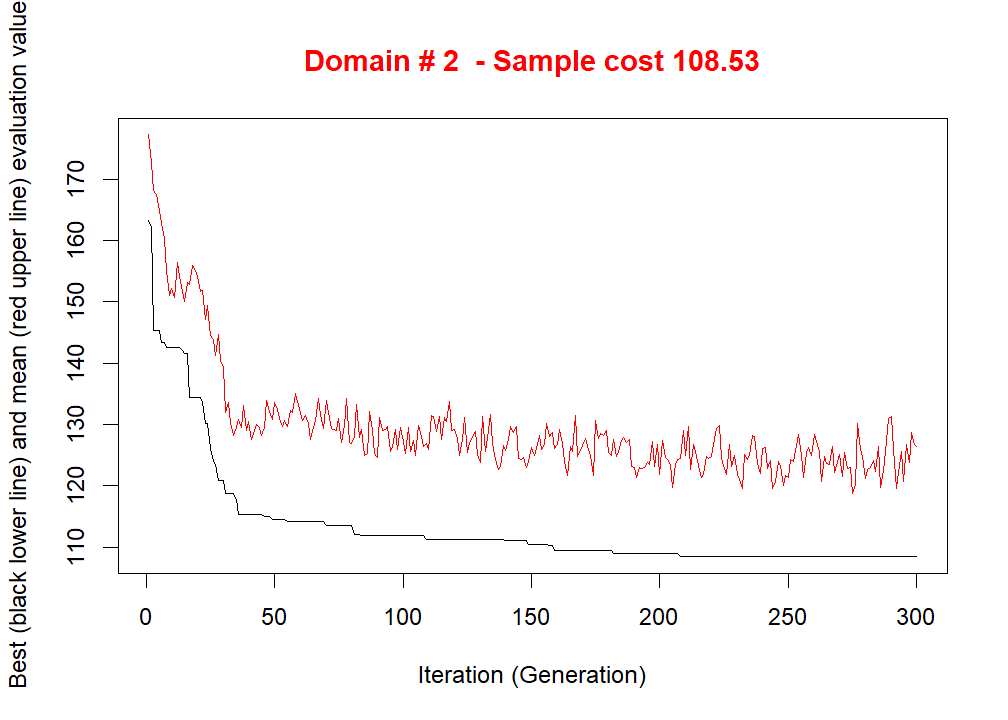 Domain # 2  - Sample cost 108.53
Best (black lower line) and mean (red upper line) evaluation value
170
160
150
140
130
120
110
0 50 100 150 200 250 300
Iteration (Generation)